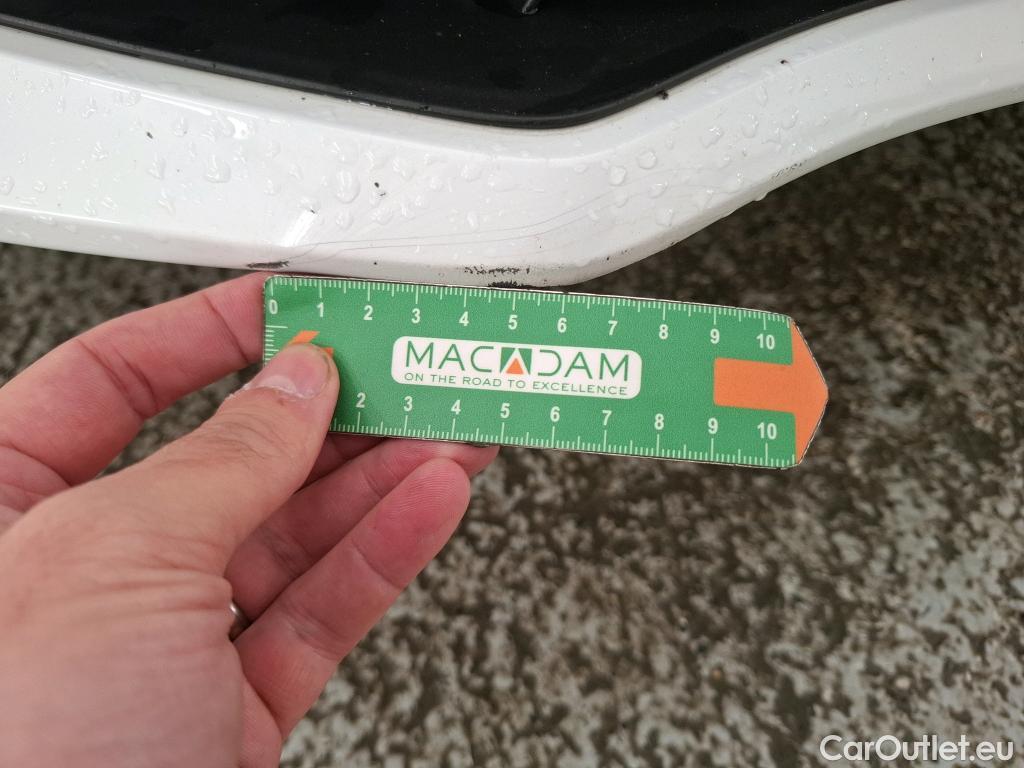 0 1 2 3 4 5 6 7 8 9 10
MACADAM
ON THE ROAD TO EXCELLENCE
2 3 4 5 6 7 8 9 10
CarOutlet.eu